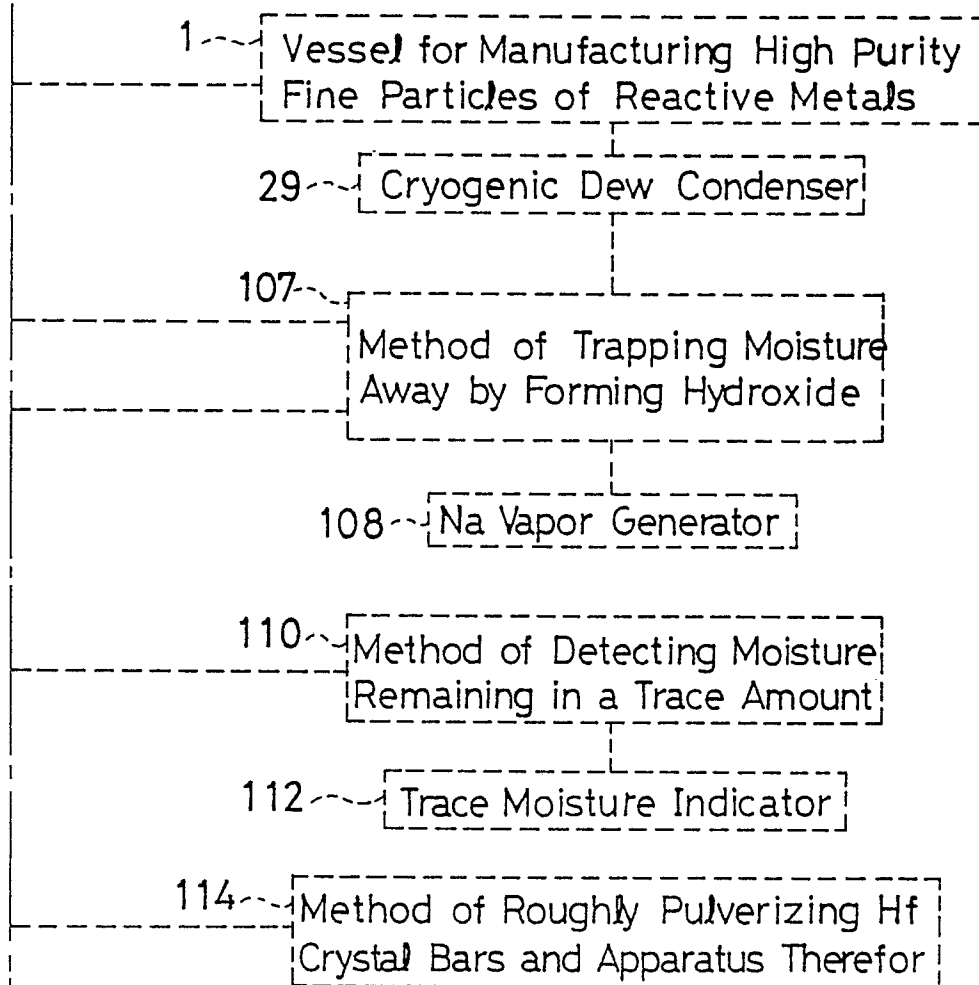 1 Vessel for Manufacturing High Purity
Fine Particles of Reactive Metals
29 Cryogenic Dew Condenser
107
Method of Trapping Moisture
Away by Forming Hydroxide
108 Na Vapor Generator
110
Method of Detecting Moisture
Remaining in a Trace Amount
112 Trace Moisture Indicator
114
Method of Roughly Pulverizing Hf
Crystal Bars and Apparatus Therefor